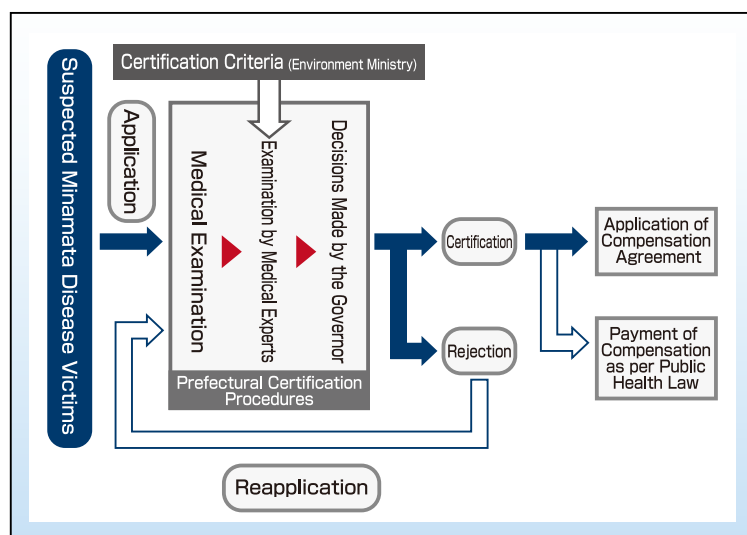 Suspected Minamata Disease Victims
Certification Criteria (Environment Ministry)
Application
Medical Examination
Examination by Medical Experts
Decisions Made by the Governor
Prefectural Certification
Procedures
Certification
Rejection
Application of
Compensation
Agreement
Payment of
Compensation
as per Public
Health Law
Reapplication